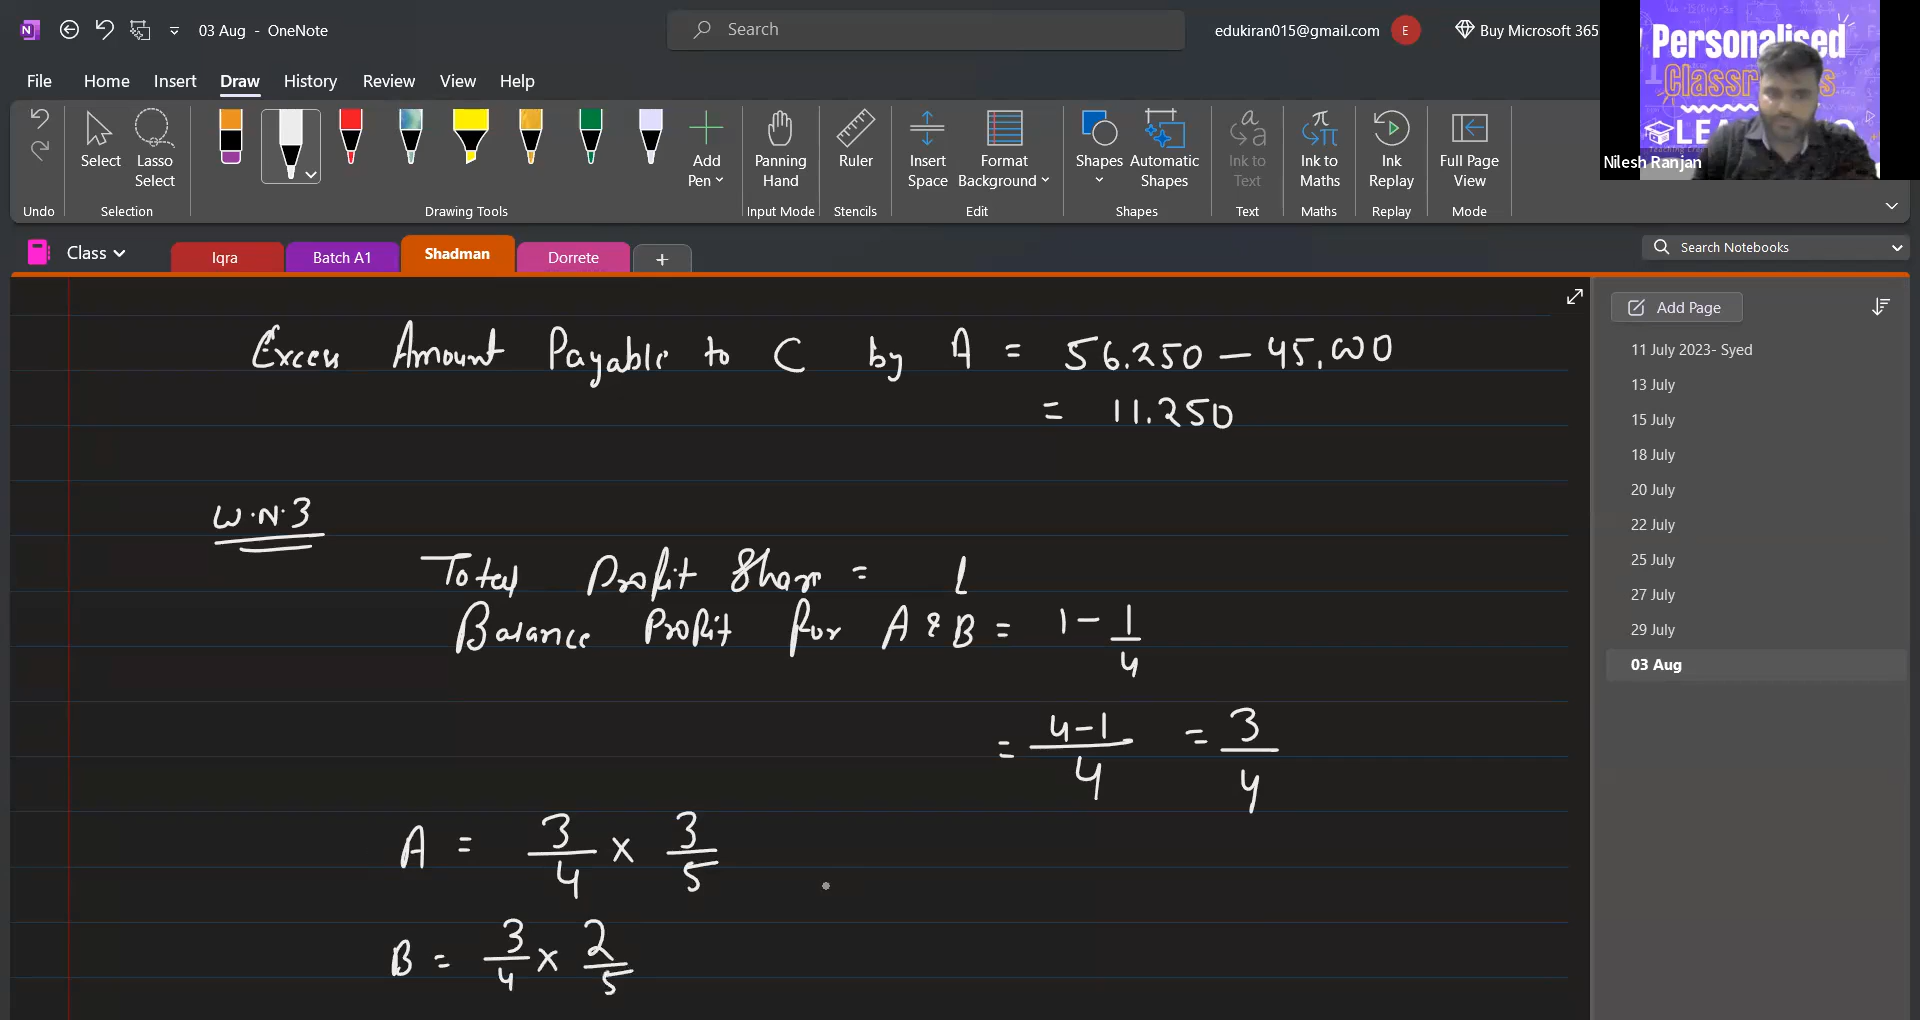 03 Aug - OneNote
Search
edukiran015@gmail.com
E
Buy Microsoft 365
Personalised
Nilesh Ranjan
File Home Insert Draw History Review View Help
Select
Lasso Select
Add Pen
Panning Hand
Ruler
Insert Space
Format Background
Shapes
Automatic Shapes
Ink to Text
Ink to Maths
Ink Replay
Full Page View
Undo Selection Drawing Tools Input Mode Stencils Edit Shapes Text Maths Replay Mode
Class
Iqra
Batch A1
Shadman
Dorrete
+
Search Notebooks
Excess Amount Payable to C by A = 56.250 – 45,000
= 11.250
W.N.3
Total Profit Share = 1
Balance Profit for A & B = 1 - 1/4
= 4-1/4 = 3/4
A = 3/4 x 3/5
B = 3/4 x 2/5
Add Page
11 July 2023- Syed
13 July
15 July
18 July
20 July
22 July
25 July
27 July
29 July
03 Aug